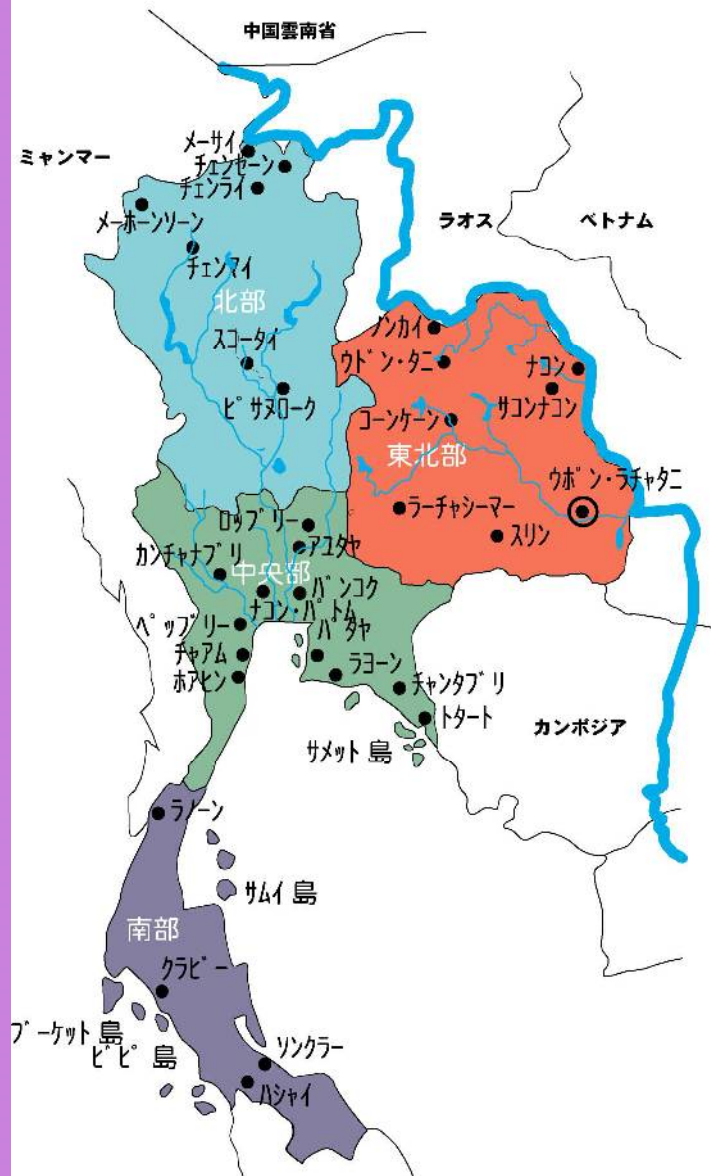 中国雲南省
ミャンマー
メーサイ
チェンセーン
チェンライ
メーホーンソーン
チェンマイ
北部
スコータイ
ピサヌローク
ラオス
ベトナム
ノンカイ
ウドン・タニ
ナコン
サコンナコン
コーンケーン
東北部
ウボン・ラチャタニ
ラーチャシーマー
スリン
ロッブリー
アユタヤ
カンチャナブリ
中央部
バンコク
ナコン・パトム
ペッブリー
パタヤ
チャアム
ラヨーン
ホアヒン
チャンタブリ
トタート
サメット島
カンボジア
ラノーン
サムイ島
南部
クラビー
プーケット島
ピピ島
ソンクラー
ハシャイ